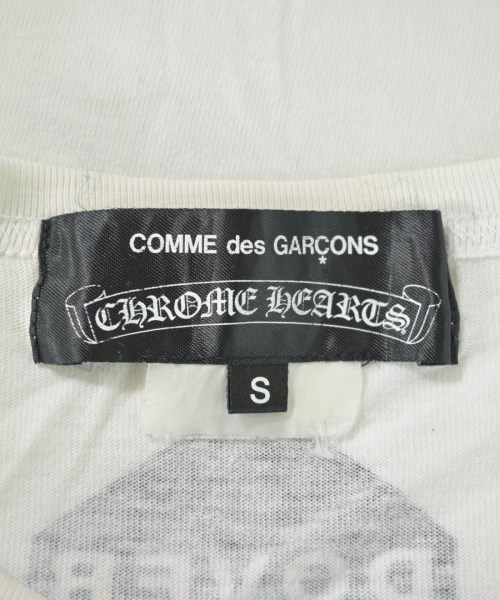 COMME des GARÇONS
*
CHROME HEARTS®
S